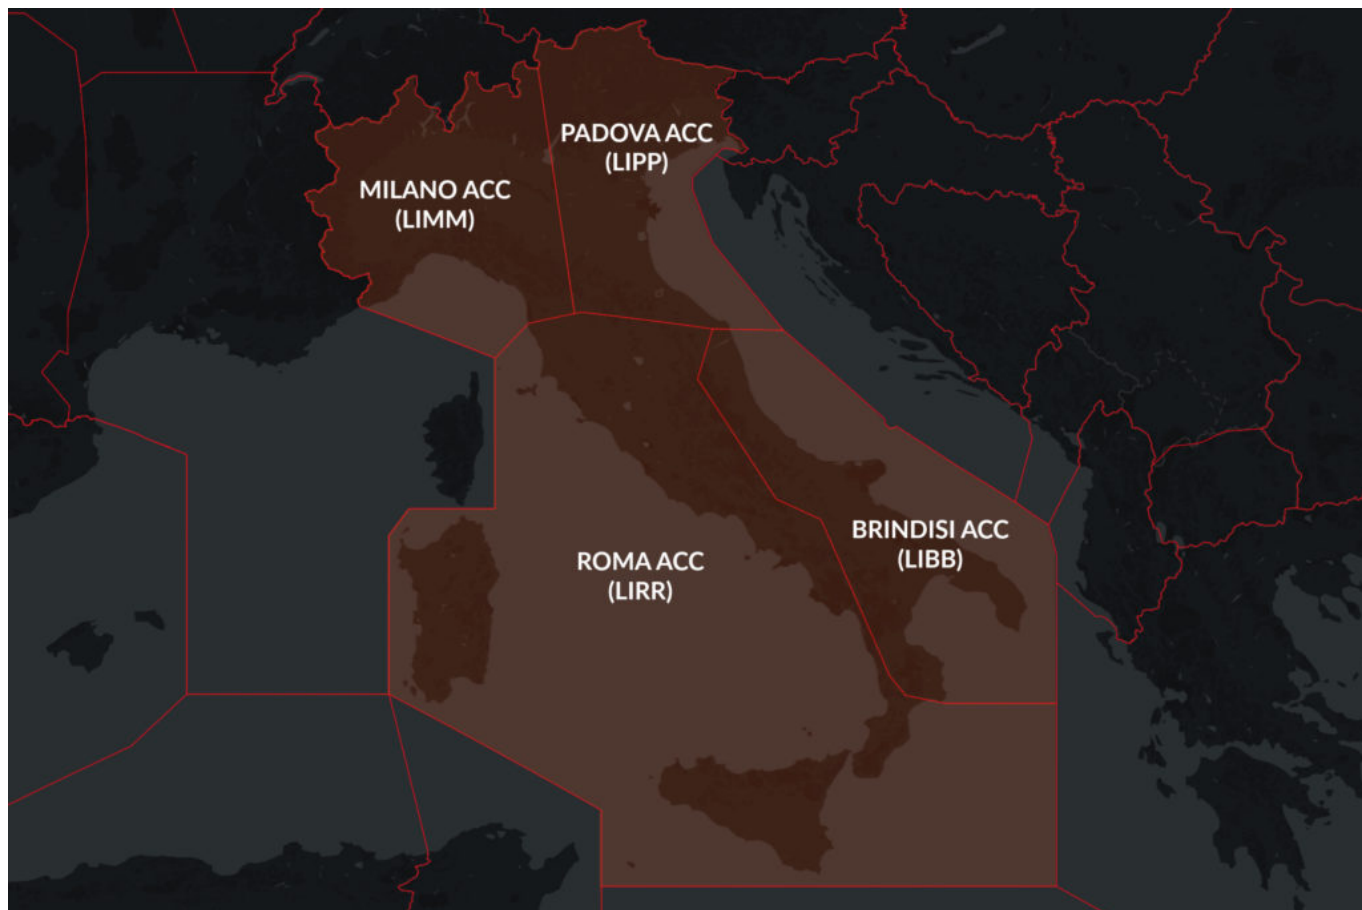 PADOVA ACC
(LIPP)
MILANO ACC
(LIMM)
BRINDISI ACC
(LIBB)
ROMA ACC
(LIRR)